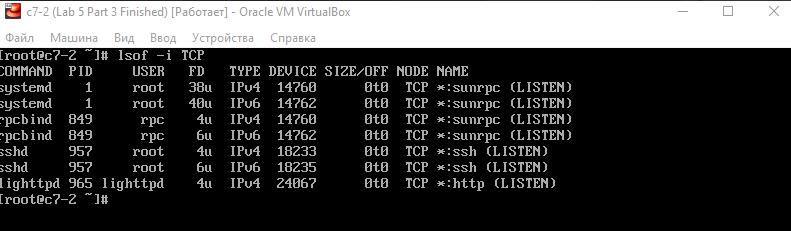 c7-2 (Lab 5 Part 3 Finished) [Работает] - Oracle VM VirtualBox
Файл Машина Вид Ввод Устройства Справка
[root@c7-2 ~]# lsof -i TCP
COMMAND PID USER FD TYPE DEVICE SIZE/OFF NODE NAME
systemd 1 root 38u IPv4 14760 0t0 TCP *:sunrpc (LISTEN)
systemd 1 root 40u IPv6 14762 0t0 TCP *:sunrpc (LISTEN)
rpcbind 849 rpc 4u IPv4 14760 0t0 TCP *:sunrpc (LISTEN)
rpcbind 849 rpc 6u IPv6 14762 0t0 TCP *:sunrpc (LISTEN)
sshd 957 root 4u IPv4 18233 0t0 TCP *:ssh (LISTEN)
sshd 957 root 6u IPv6 18235 0t0 TCP *:ssh (LISTEN)
lighttpd 965 lighttpd 4u IPv4 24067 0t0 TCP *:http (LISTEN)
[root@c7-2 ~]#